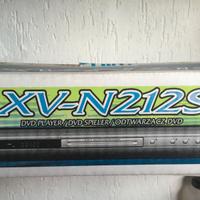 XV-N212S
DVD PLAYER/DVD SPIELER/ODTWARZACZ DVD